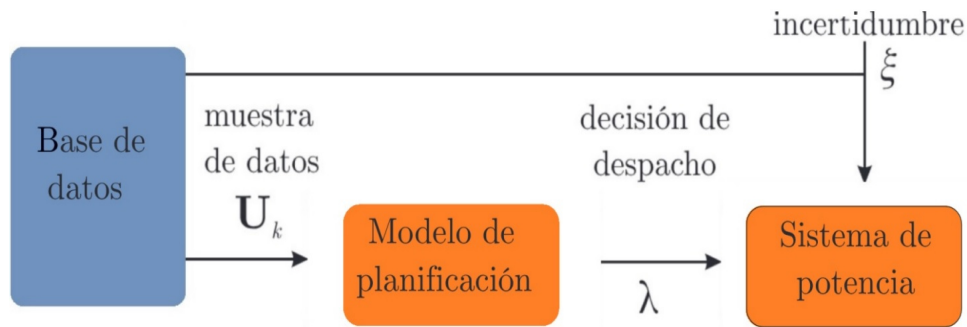 incertidumbre
ξ
Base de
datos
muestra
de datos
U_k
decisión de
despacho
Modelo de
planificación
λ
Sistema de
potencia